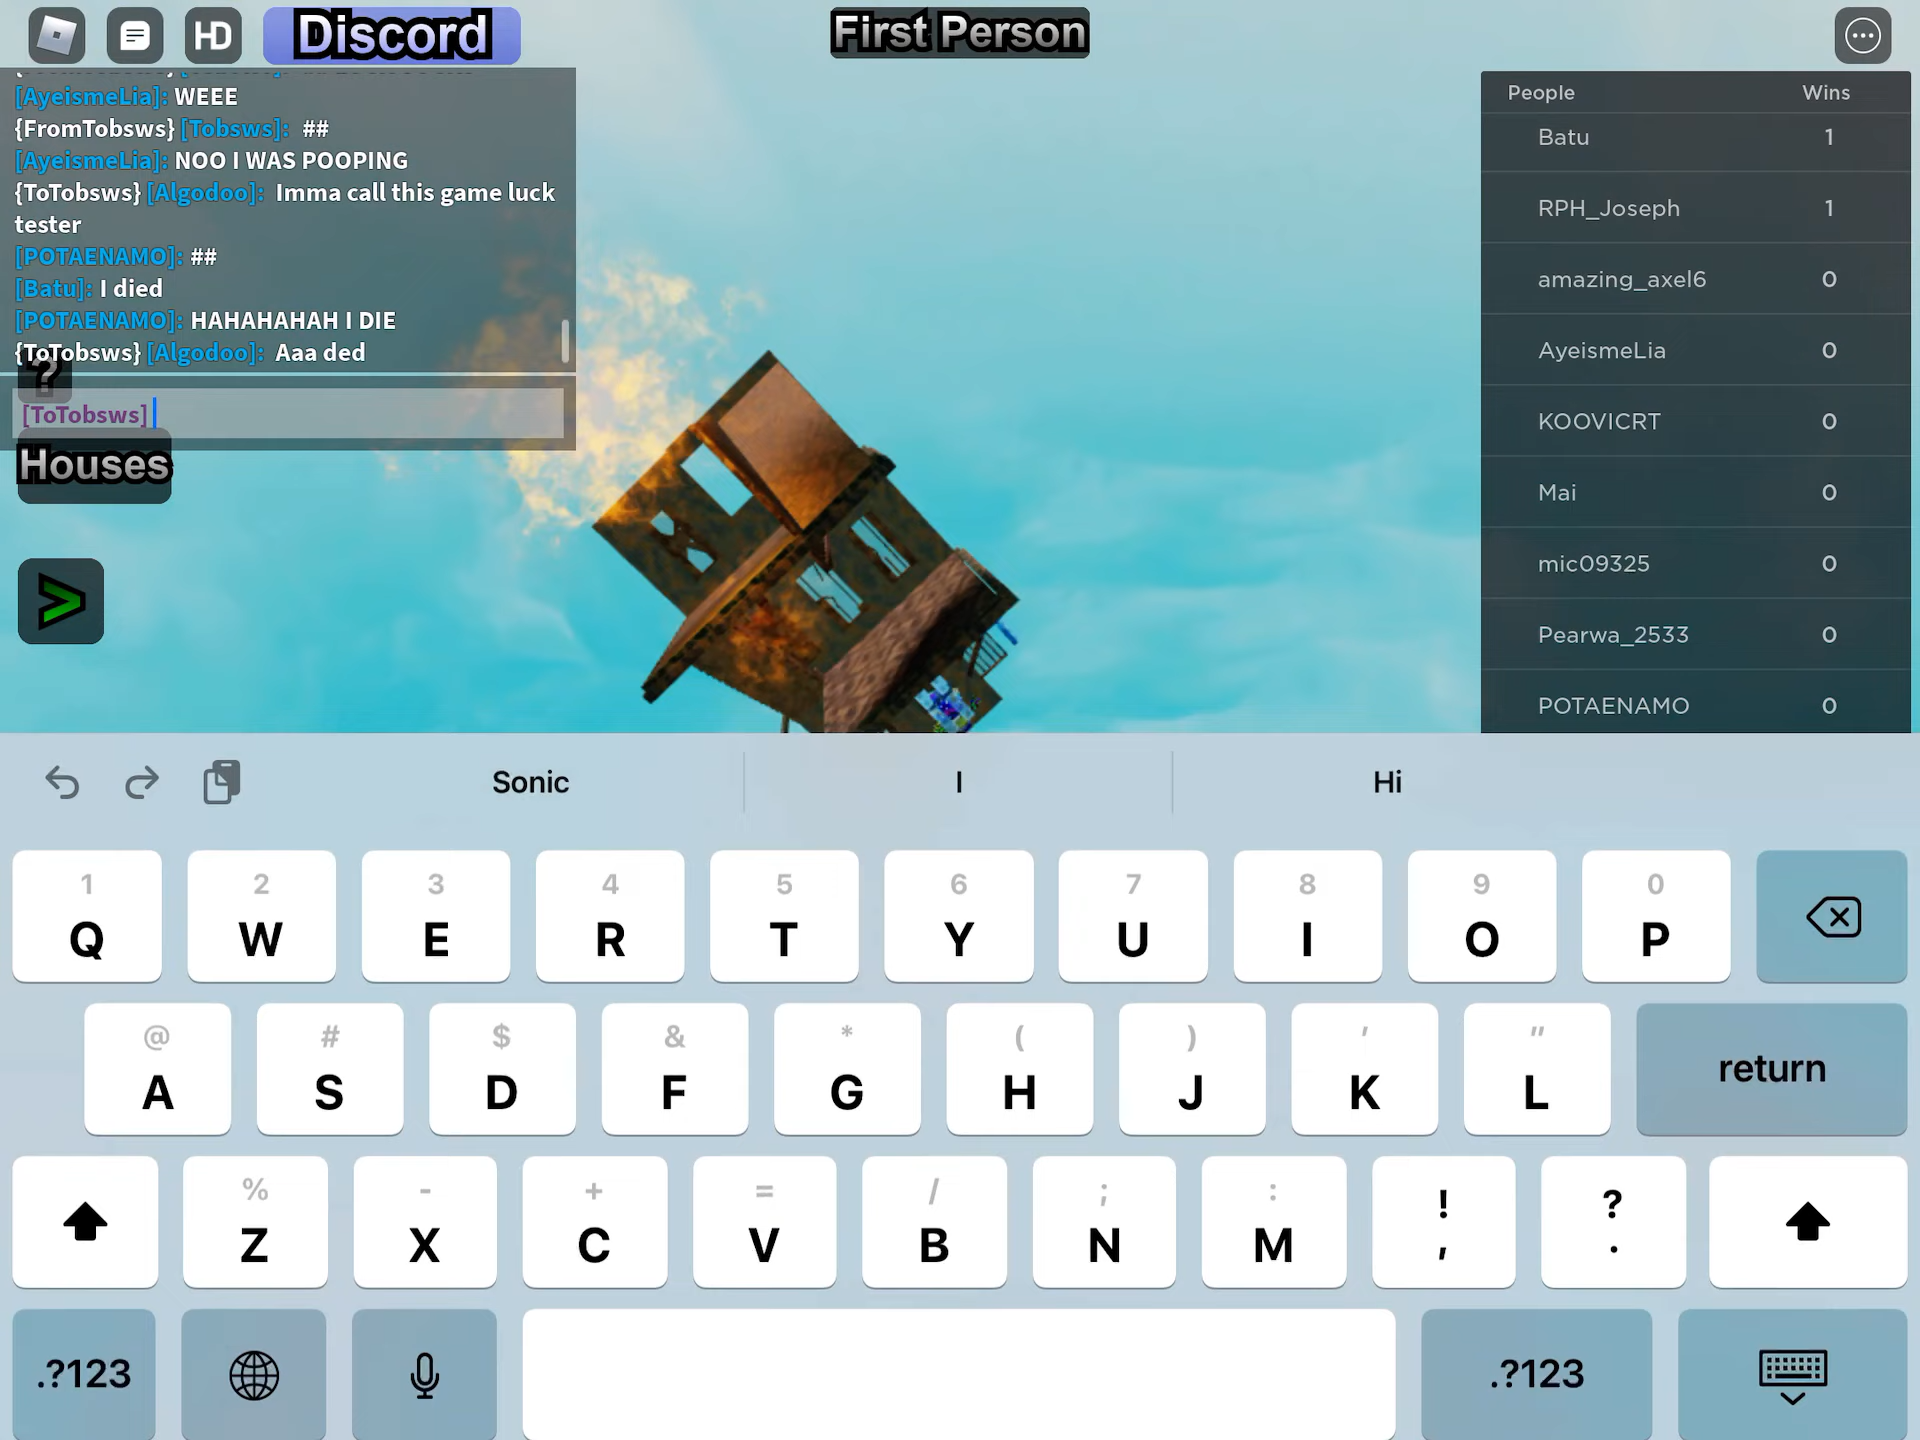 HD
Discord
First Person
[AyeismeLia]: WEEE
{FromTobsws} [Tobsws]: ##
[AyeismeLia]: NOO I WAS POOPING
{ToTobsws} [Algodoo]: Imma call this game luck
tester
[POTAENAMO]: ##
[Batu]: I died
[POTAENAMO]: HAHAHAHAH I DIE
{ToTobsws} [Algodoo]: Aaa ded
?
[ToTobsws]
Houses
>
People Wins
Batu 1
RPH_Joseph 1
amazing_axel6 0
AyeismeLia 0
KOOVICRT 0
Mai 0
mic09325 0
Pearwa_2533 0
POTAENAMO 0
Sonic I Hi
1 2 3 4 5 6 7 8 9 0
Q W E R T Y U I O P
@ # $ & * ( ) ' "
A S D F G H J K L return
% - + = / ; : ! ?
Z X C V B N M , .
.?123 .?123